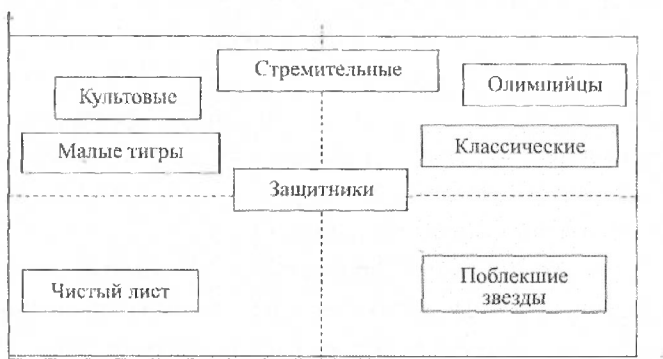 Стремительные
Культовые
Олимпийцы
Малые тигры
Классические
Защитники
Чистый лист
Поблекшие
звезды